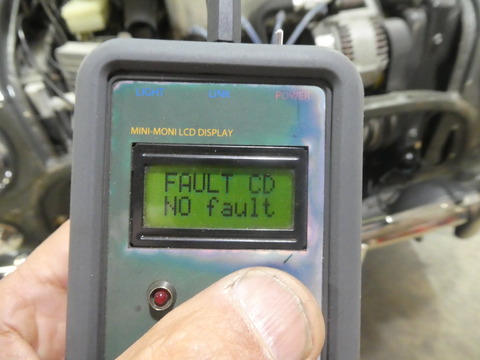 LIGHT LINK POWER
MINI-MONI LCD DISPLAY
FAULT CD
NO fault